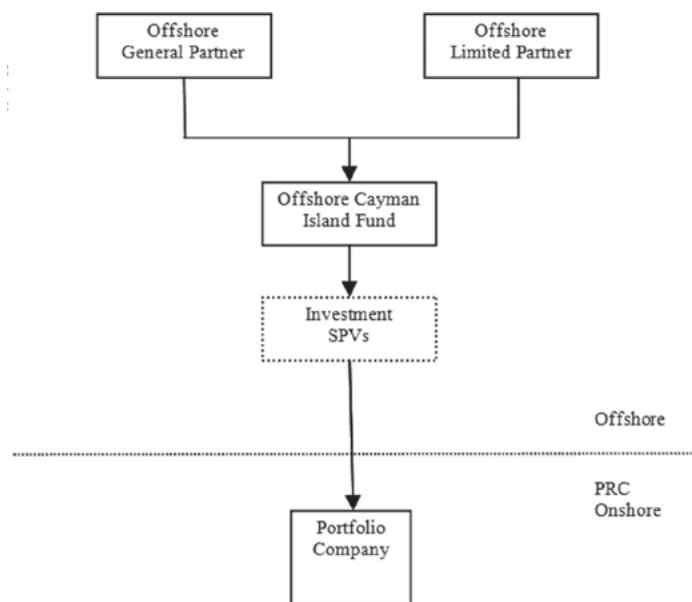 Offshore
General Partner
Offshore
Limited Partner
Offshore Cayman
Island Fund
Investment
SPVs
Offshore
PRC
Onshore
Portfolio
Company